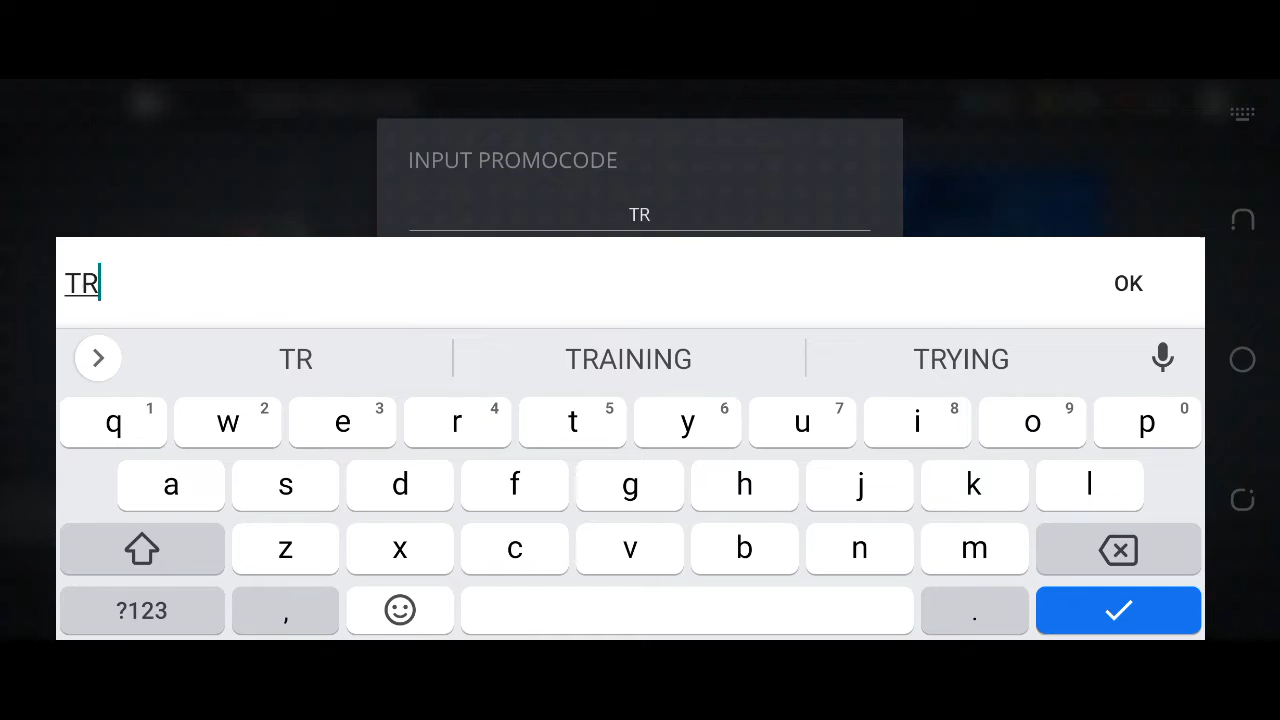 INPUT PROMOCODE
TR
TR OK
TR TRAINING TRYING
q 1 w 2 e 3 r 4 t 5 y 6 u 7 i 8 o 9 p 0
a s d f g h j k l
z x c v b n m
?123 , .